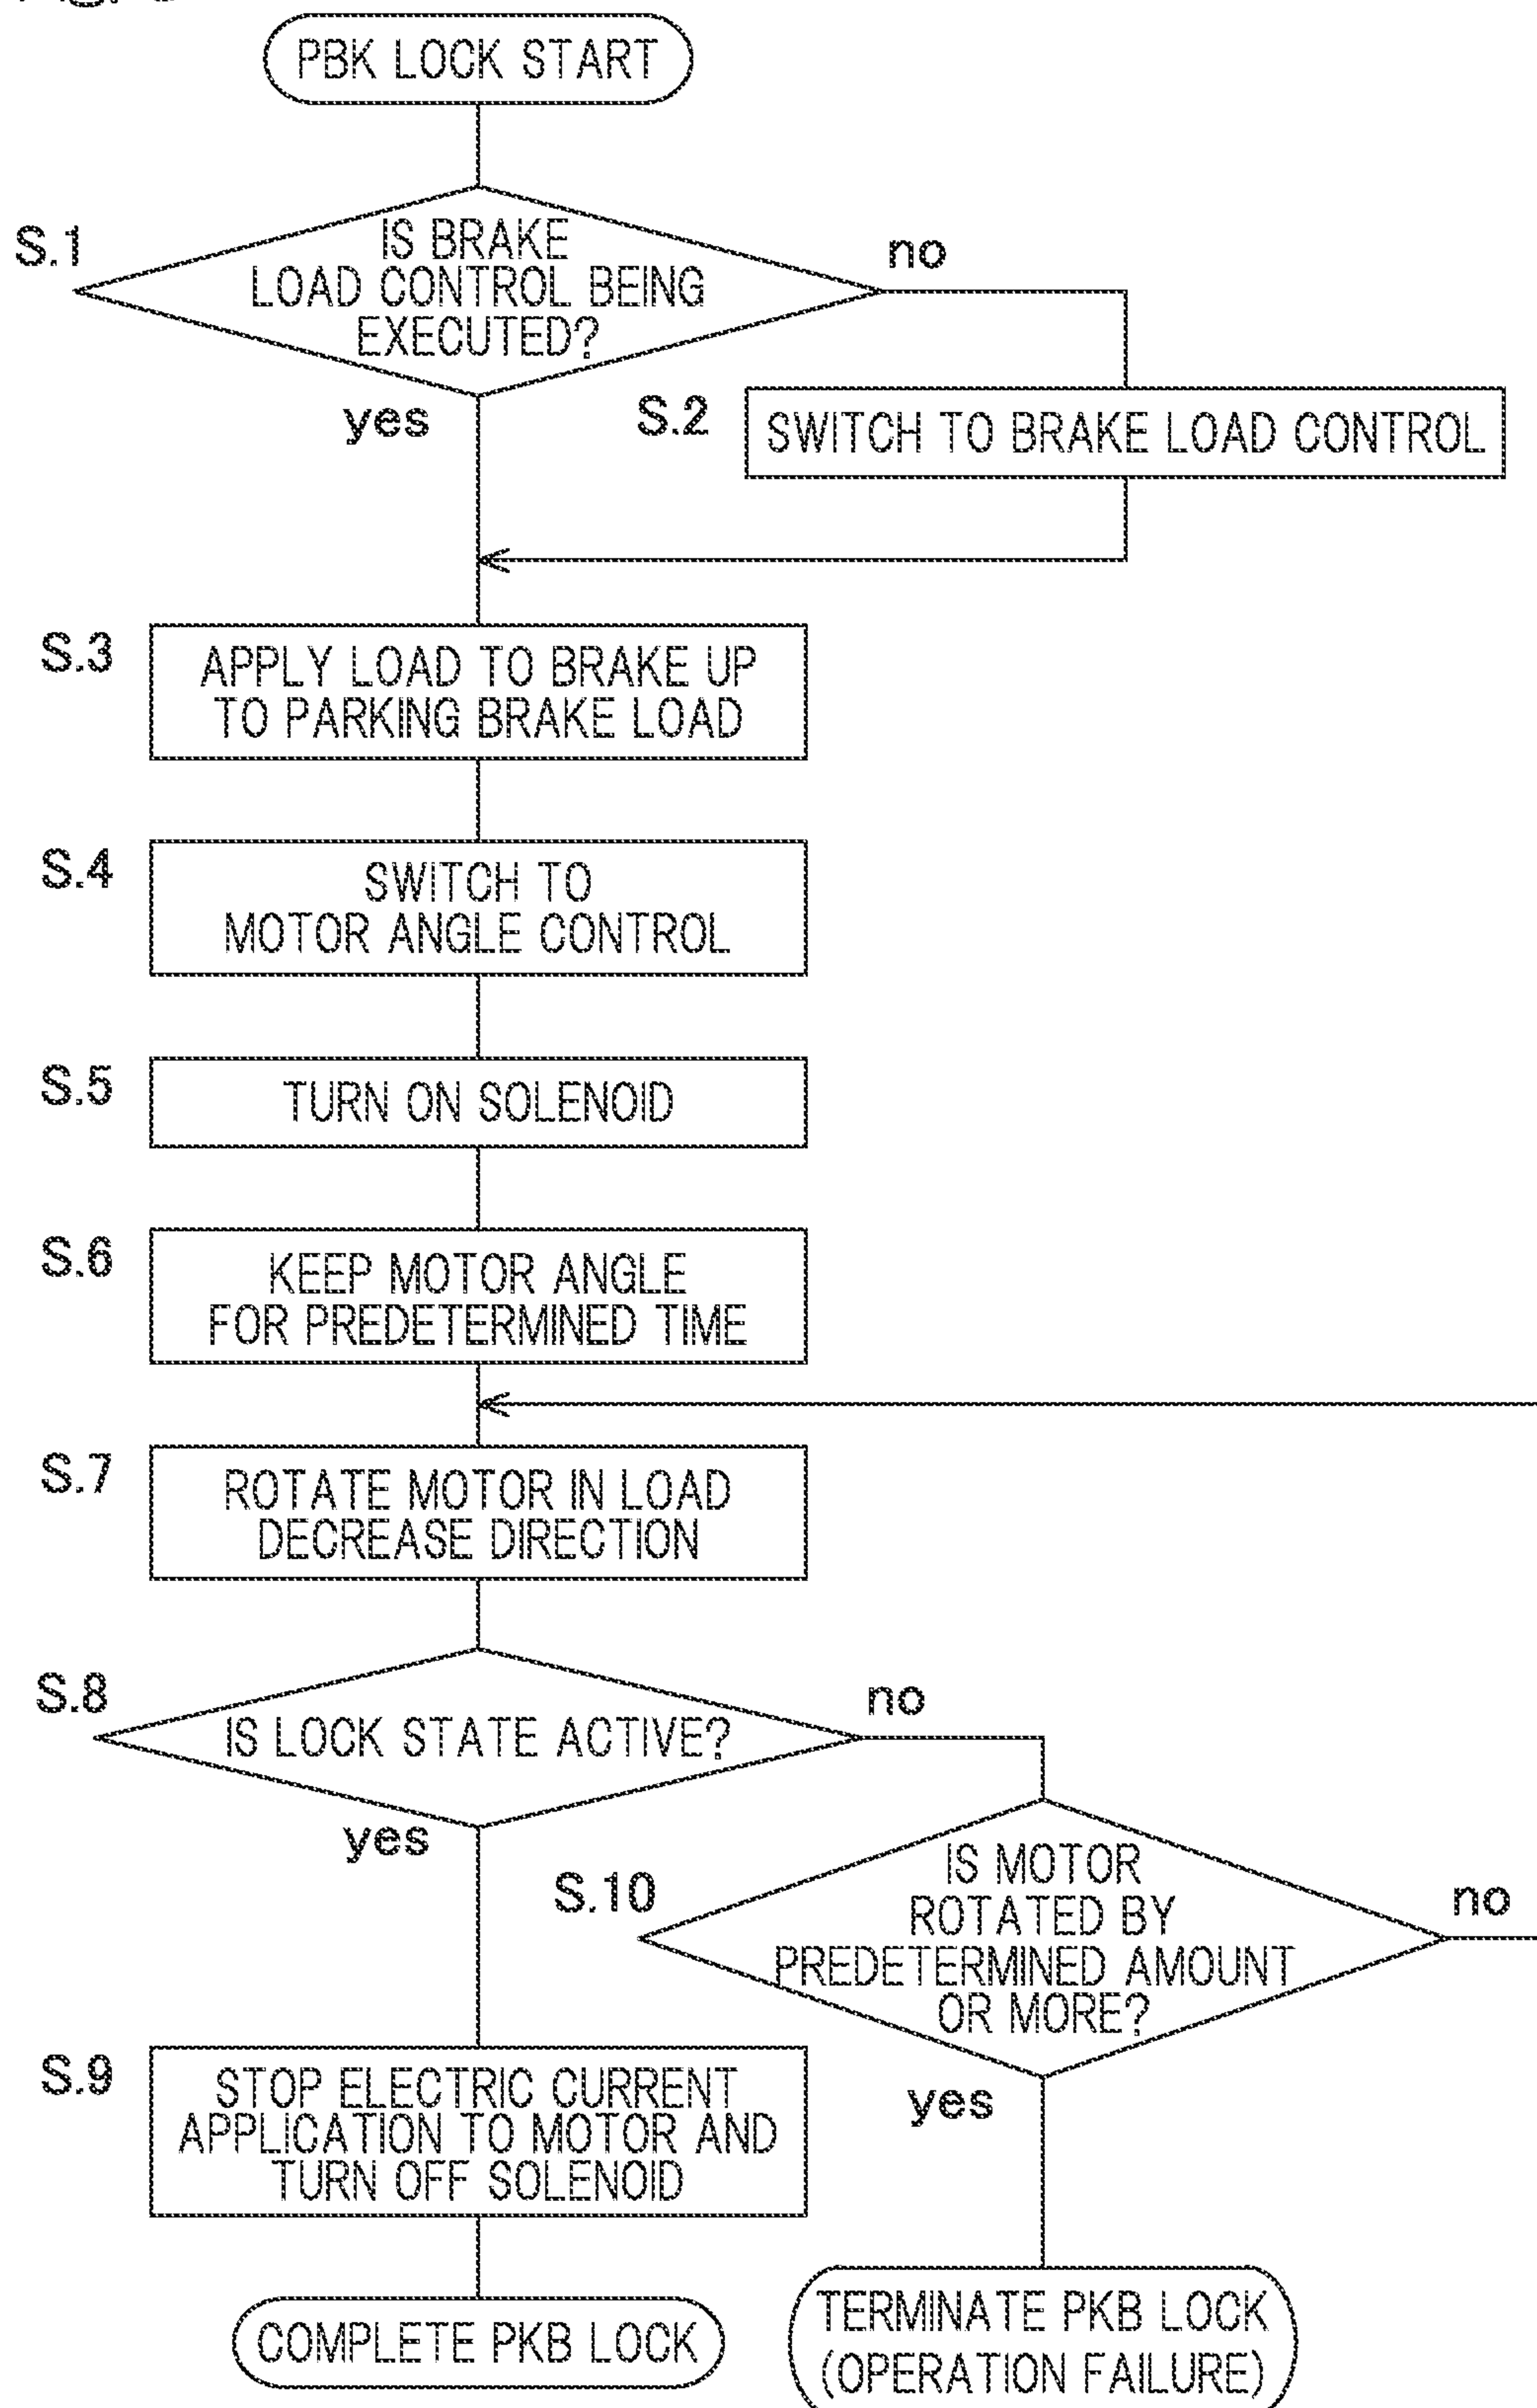 PBK LOCK START
S.1
IS BRAKE
LOAD CONTROL BEING
EXECUTED?
no
yes
S.2
SWITCH TO BRAKE LOAD CONTROL
S.3
APPLY LOAD TO BRAKE UP
TO PARKING BRAKE LOAD
S.4
SWITCH TO
MOTOR ANGLE CONTROL
S.5
TURN ON SOLENOID
S.6
KEEP MOTOR ANGLE
FOR PREDETERMINED TIME
S.7
ROTATE MOTOR IN LOAD
DECREASE DIRECTION
S.8
IS LOCK STATE ACTIVE?
no
yes
S.10
IS MOTOR
ROTATED BY
PREDETERMINED AMOUNT
OR MORE?
no
yes
S.9
STOP ELECTRIC CURRENT
APPLICATION TO MOTOR AND
TURN OFF SOLENOID
COMPLETE PKB LOCK
TERMINATE PKB LOCK
(OPERATION FAILURE)